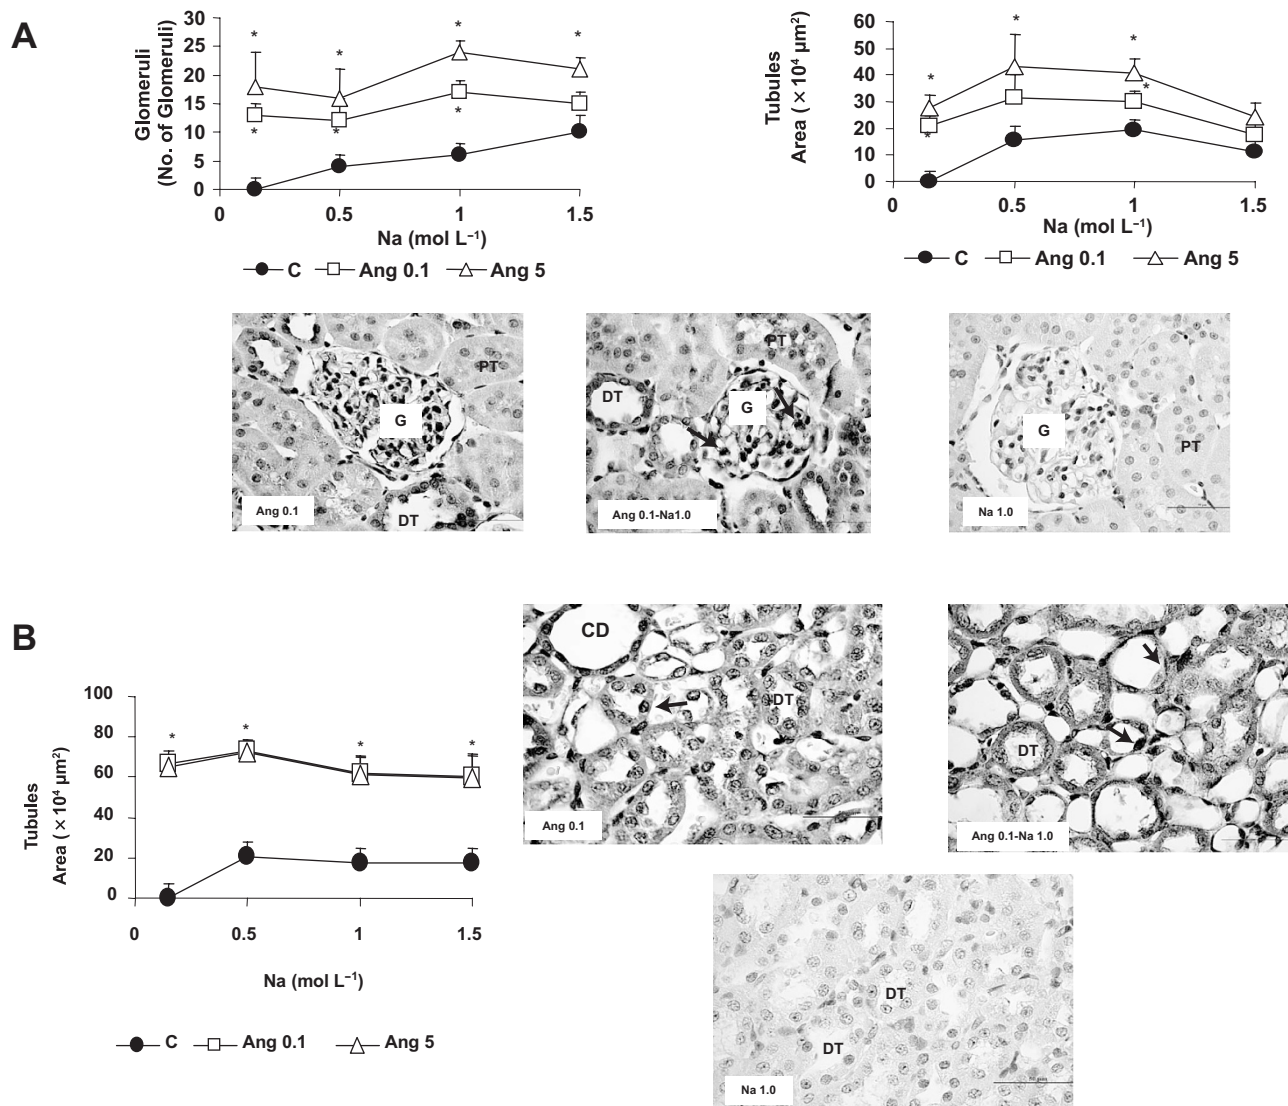 A
Glomeruli
(No. of Glomeruli)
30
25
20
15
10
5
0
* * * *
* * *
0 0.5 1 1.5
Na (mol L⁻¹)
C Ang 0.1 Ang 5
Tubules
Area (× 10⁴ µm²)
60
50
40
30
20
10
0
* * *
* *
0 0.5 1 1.5
Na (mol L⁻¹)
C Ang 0.1 Ang 5
PT
G
DT
Ang 0.1
PT
DT
G
Ang 0.1-Na1.0
G
PT
Na 1.0
B
Tubules
Area (× 10⁴ µm²)
100
80
60
40
20
0
* * * *
0 0.5 1 1.5
Na (mol L⁻¹)
C Ang 0.1 Ang 5
CD
DT
Ang 0.1
DT
Ang 0.1-Na 1.0
DT
DT
Na 1.0